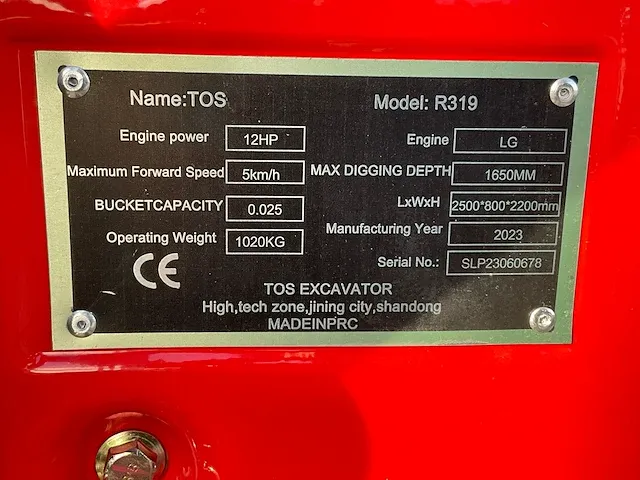 Name:TOS Model: R319
Engine power 12HP Engine LG
Maximum Forward Speed 5km/h MAX DIGGING DEPTH 1650MM
BUCKETCAPACITY 0.025 LxWxH 2500*800*2200mm
Operating Weight 1020KG Manufacturing Year 2023
CE Serial No.: SLP23060678
TOS EXCAVATOR
High,tech zone,jining city,shandong
MADEINPRC